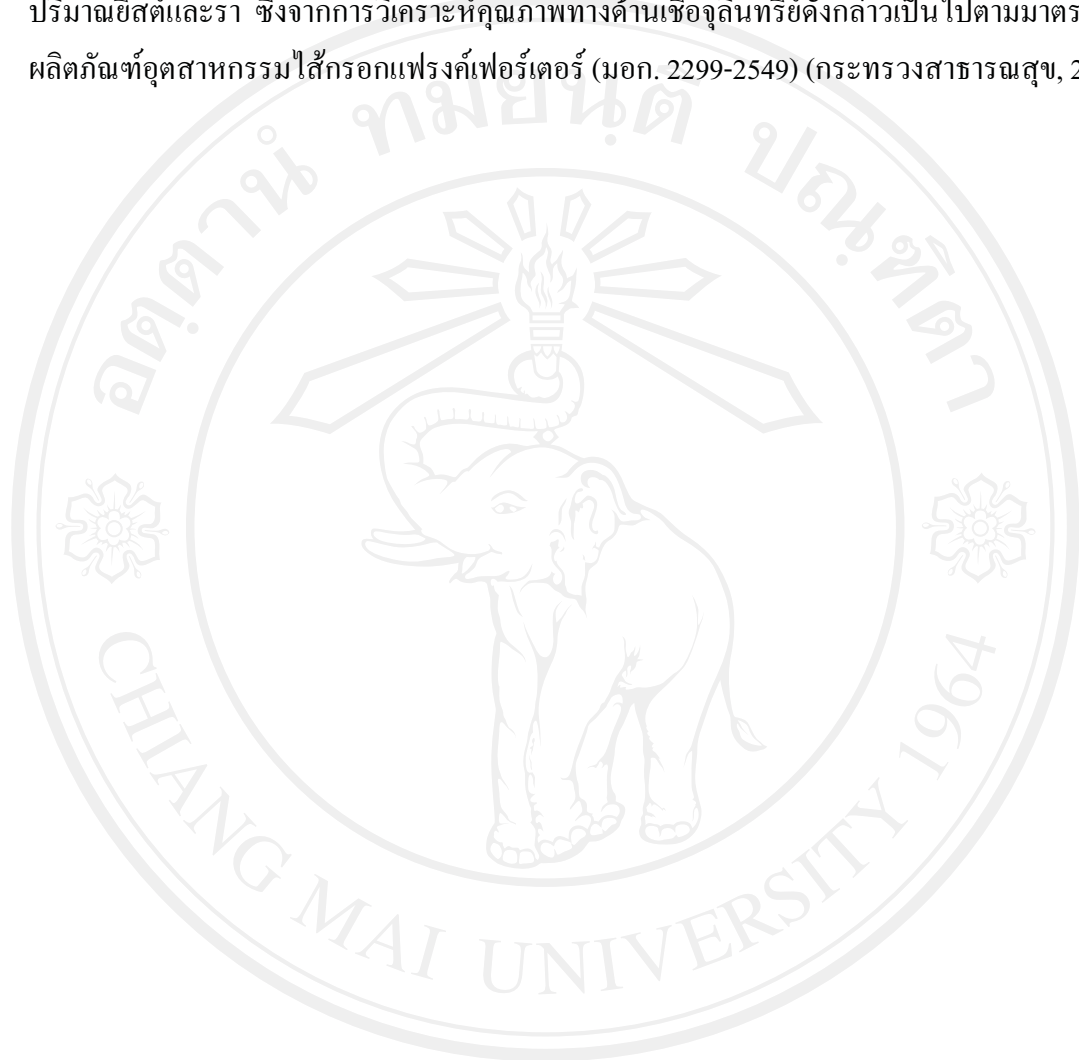 ปริมาณยีสต์และรา ซึ่งจากการวิเคราะห์คุณภาพทางด้านเชื้อจุลินทรีย์ดังกล่าวเป็นไปตามมาตร
ผลิตภัณฑ์อุตสาหกรรมไส้กรอกแฟรงค์เฟอร์เตอร์ (มอก. 2299-2549) (กระทรวงสาธารณสุข, 2
อตฺตานํ ทมยนฺติ ปณฺฑิตา
CHIANG MAI UNIVERSITY 1964